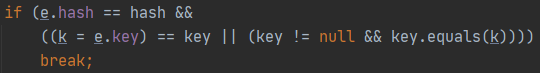 if (e.hash == hash &&
((k = e.key) == key || (key != null && key.equals(k))))
break;